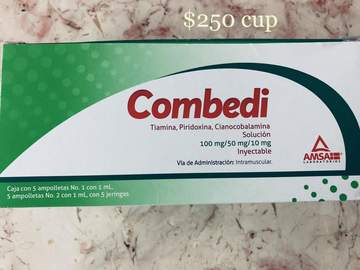 $250 cup
Combedi
Tiamina, Piridoxina, Cianocobalamina
Solución
100 mg/50 mg/10 mg
Inyectable
Vía de Administración: Intramuscular.
AMSA
LABORATORIOS
Caja con 5 ampolletas No. 1 con 1 mL,
5 ampolletas No. 2 con 1 mL, con 5 jeringas